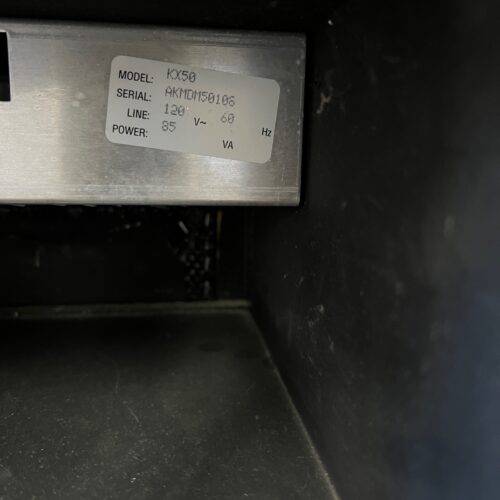 MODEL: KX50
SERIAL: AKMDM50106
LINE: 120 V~ 60 Hz
POWER: 85 VA